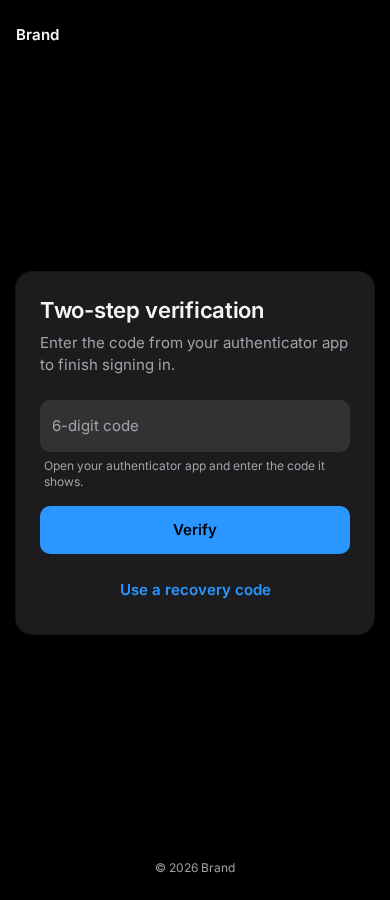 Brand
Two-step verification
Enter the code from your authenticator app
to finish signing in.
6-digit code
Open your authenticator app and enter the code it
shows.
Verify
Use a recovery code
© 2026 Brand